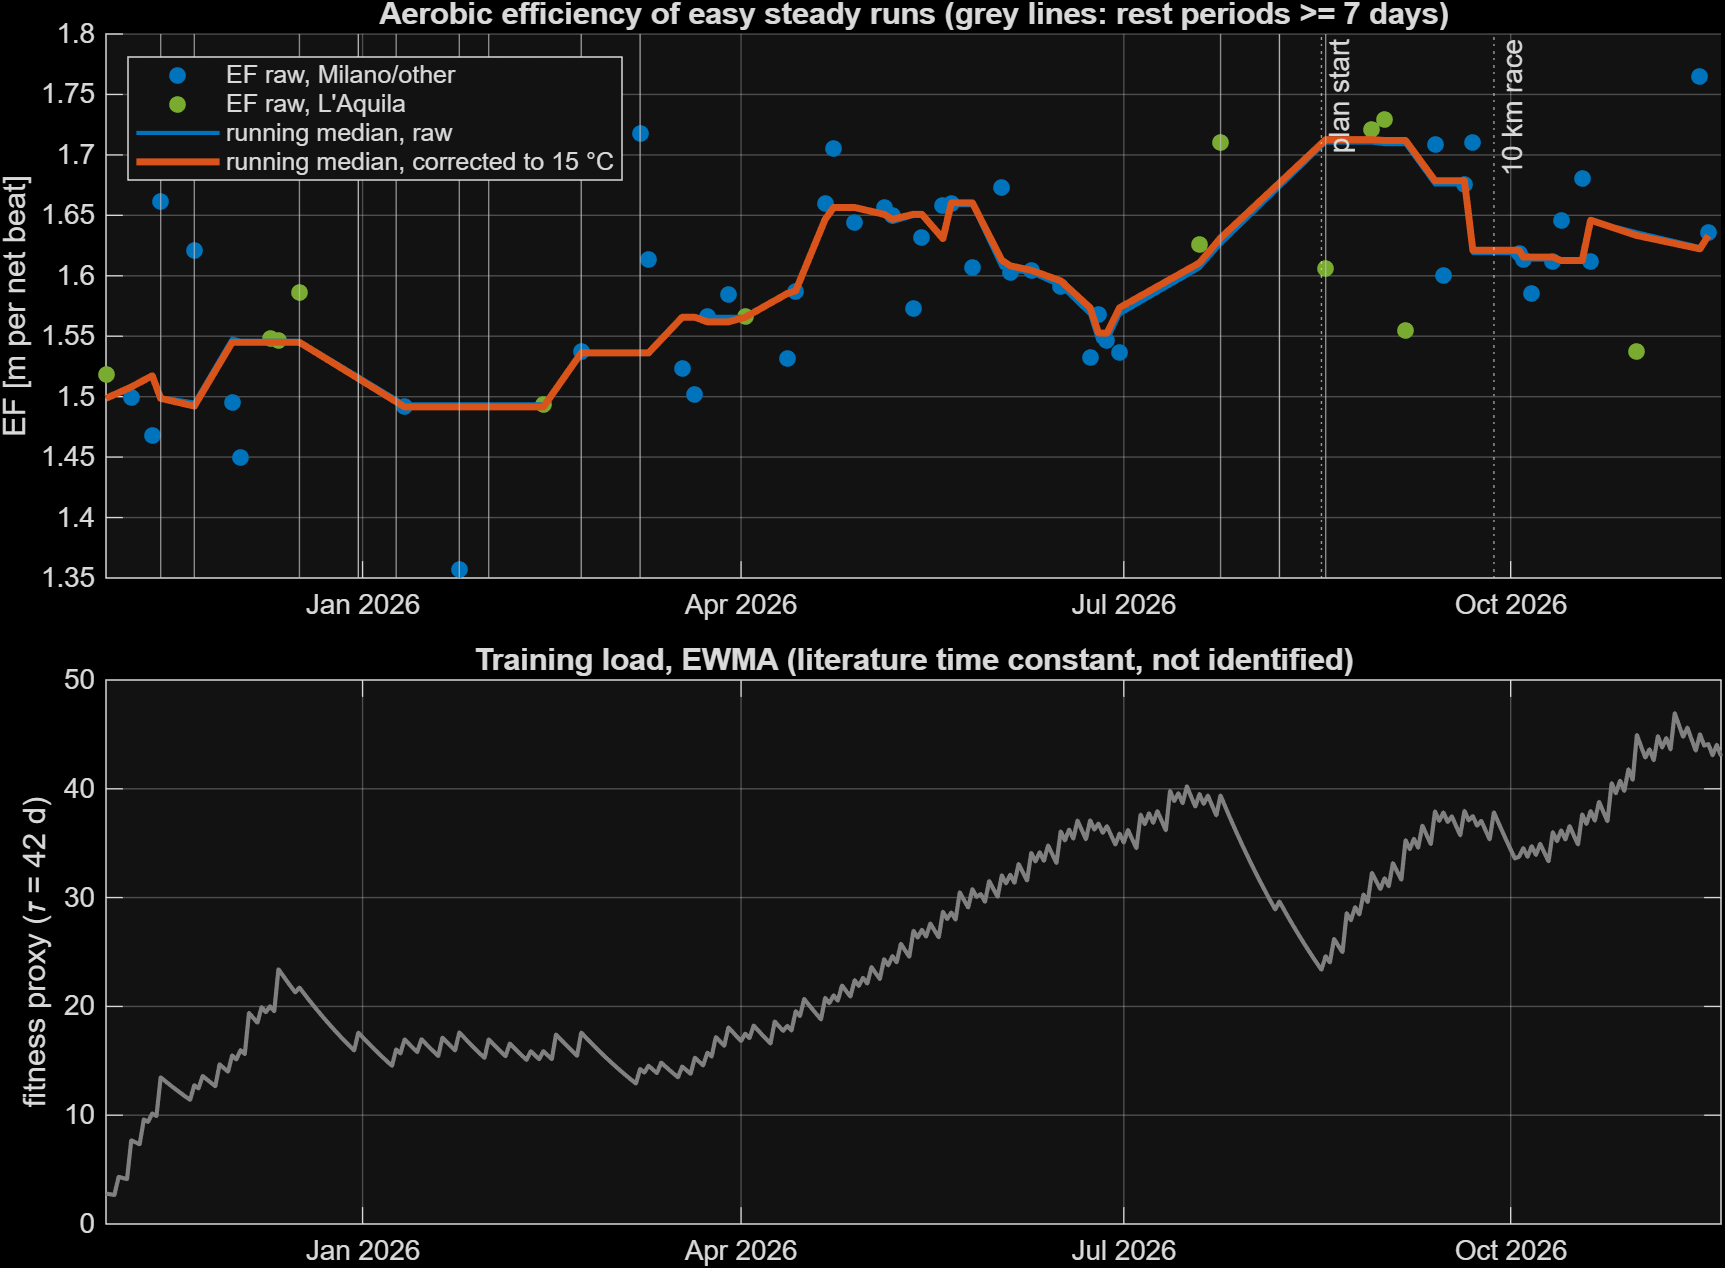 Aerobic efficiency of easy steady runs (grey lines: rest periods >= 7 days)
EF [m per net beat]
1.8
1.75
1.7
1.65
1.6
1.55
1.5
1.45
1.4
1.35
EF raw, Milano/other
EF raw, L'Aquila
running median, raw
running median, corrected to 15 °C
plan start
10 km race
Jan 2026
Apr 2026
Jul 2026
Oct 2026
Training load, EWMA (literature time constant, not identified)
fitness proxy (τ = 42 d)
50
40
30
20
10
0
Jan 2026
Apr 2026
Jul 2026
Oct 2026